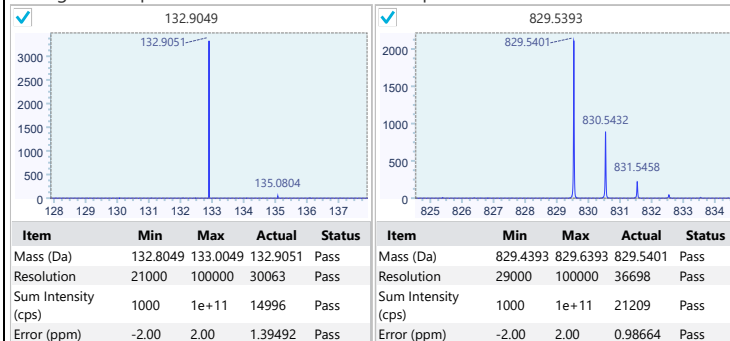 132.9049
132.9051
135.0804
3000
2500
2000
1500
1000
500
0
128 129 130 131 132 133 134 135 136 137
Item Min Max Actual Status
Mass (Da) 132.8049 133.0049 132.9051 Pass
Resolution 21000 100000 30063 Pass
Sum Intensity
(cps) 1000 1e+11 14996 Pass
Error (ppm) -2.00 2.00 1.39492 Pass
829.5393
829.5401
830.5432
831.5458
2000
1500
1000
500
0
825 826 827 828 829 830 831 832 833 834
Item Min Max Actual Status
Mass (Da) 829.4393 829.6393 829.5401 Pass
Resolution 29000 100000 36698 Pass
Sum Intensity
(cps) 1000 1e+11 21209 Pass
Error (ppm) -2.00 2.00 0.98664 Pass